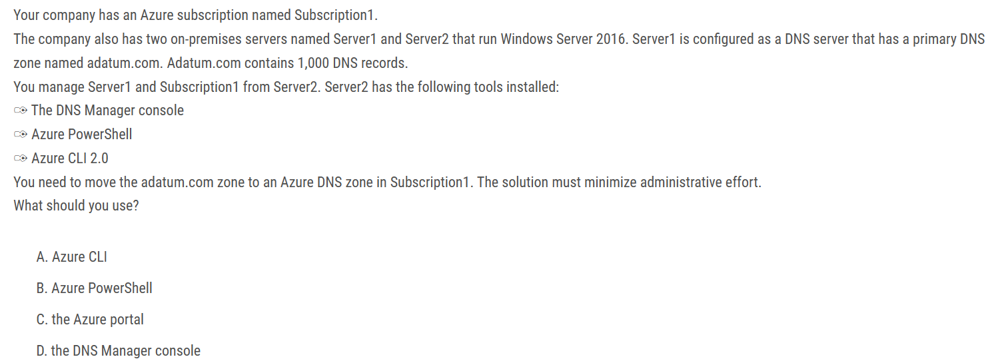 Your company has an Azure subscription named Subscription1.
The company also has two on-premises servers named Server1 and Server2 that run Windows Server 2016. Server1 is configured as a DNS server that has a primary DNS
zone named adatum.com. Adatum.com contains 1,000 DNS records.
You manage Server1 and Subscription1 from Server2. Server2 has the following tools installed:
The DNS Manager console
Azure PowerShell
Azure CLI 2.0
You need to move the adatum.com zone to an Azure DNS zone in Subscription1. The solution must minimize administrative effort.
What should you use?
A. Azure CLI
B. Azure PowerShell
C. the Azure portal
D. the DNS Manager console